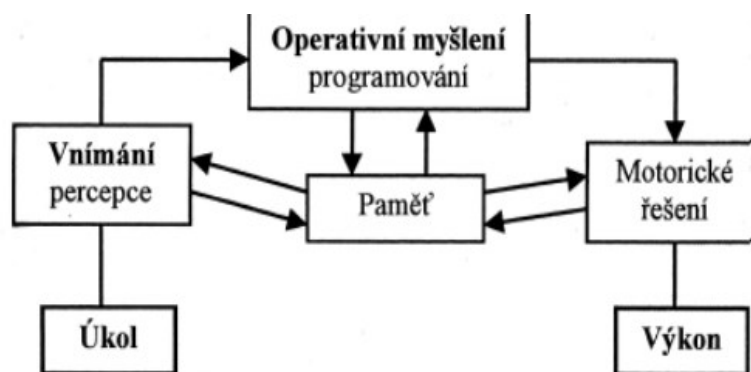 Operativní myšlení
programování
Vnímání
percepce
Paměť
Motorické
řešení
Úkol
Výkon